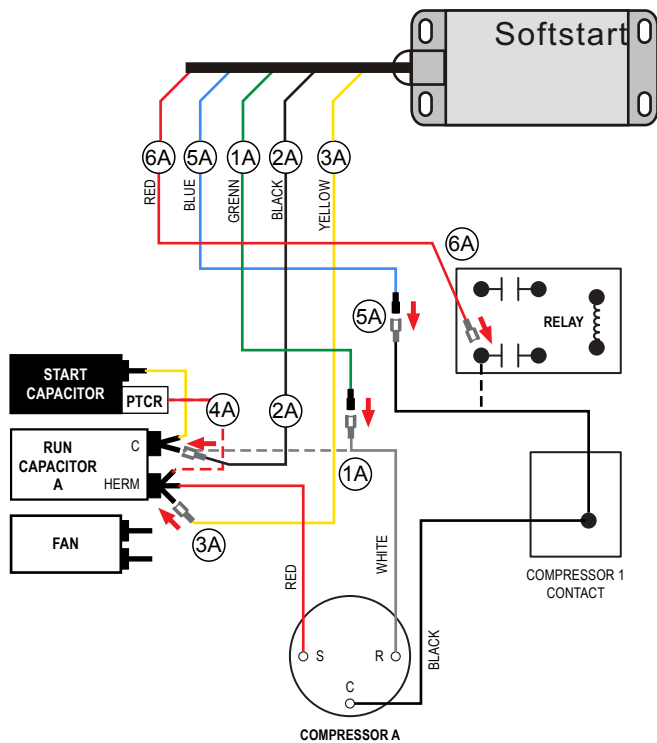 Softstart
6A
5A
1A
2A
3A
RED
BLUE
GRENN
BLACK
YELLOW
6A
5A
RELAY
START
CAPACITOR
PTCR
4A
2A
RUN
CAPACITOR
A
C
HERM
1A
FAN
3A
RED
WHITE
COMPRESSOR 1
CONTACT
BLACK
S
R
C
COMPRESSOR A